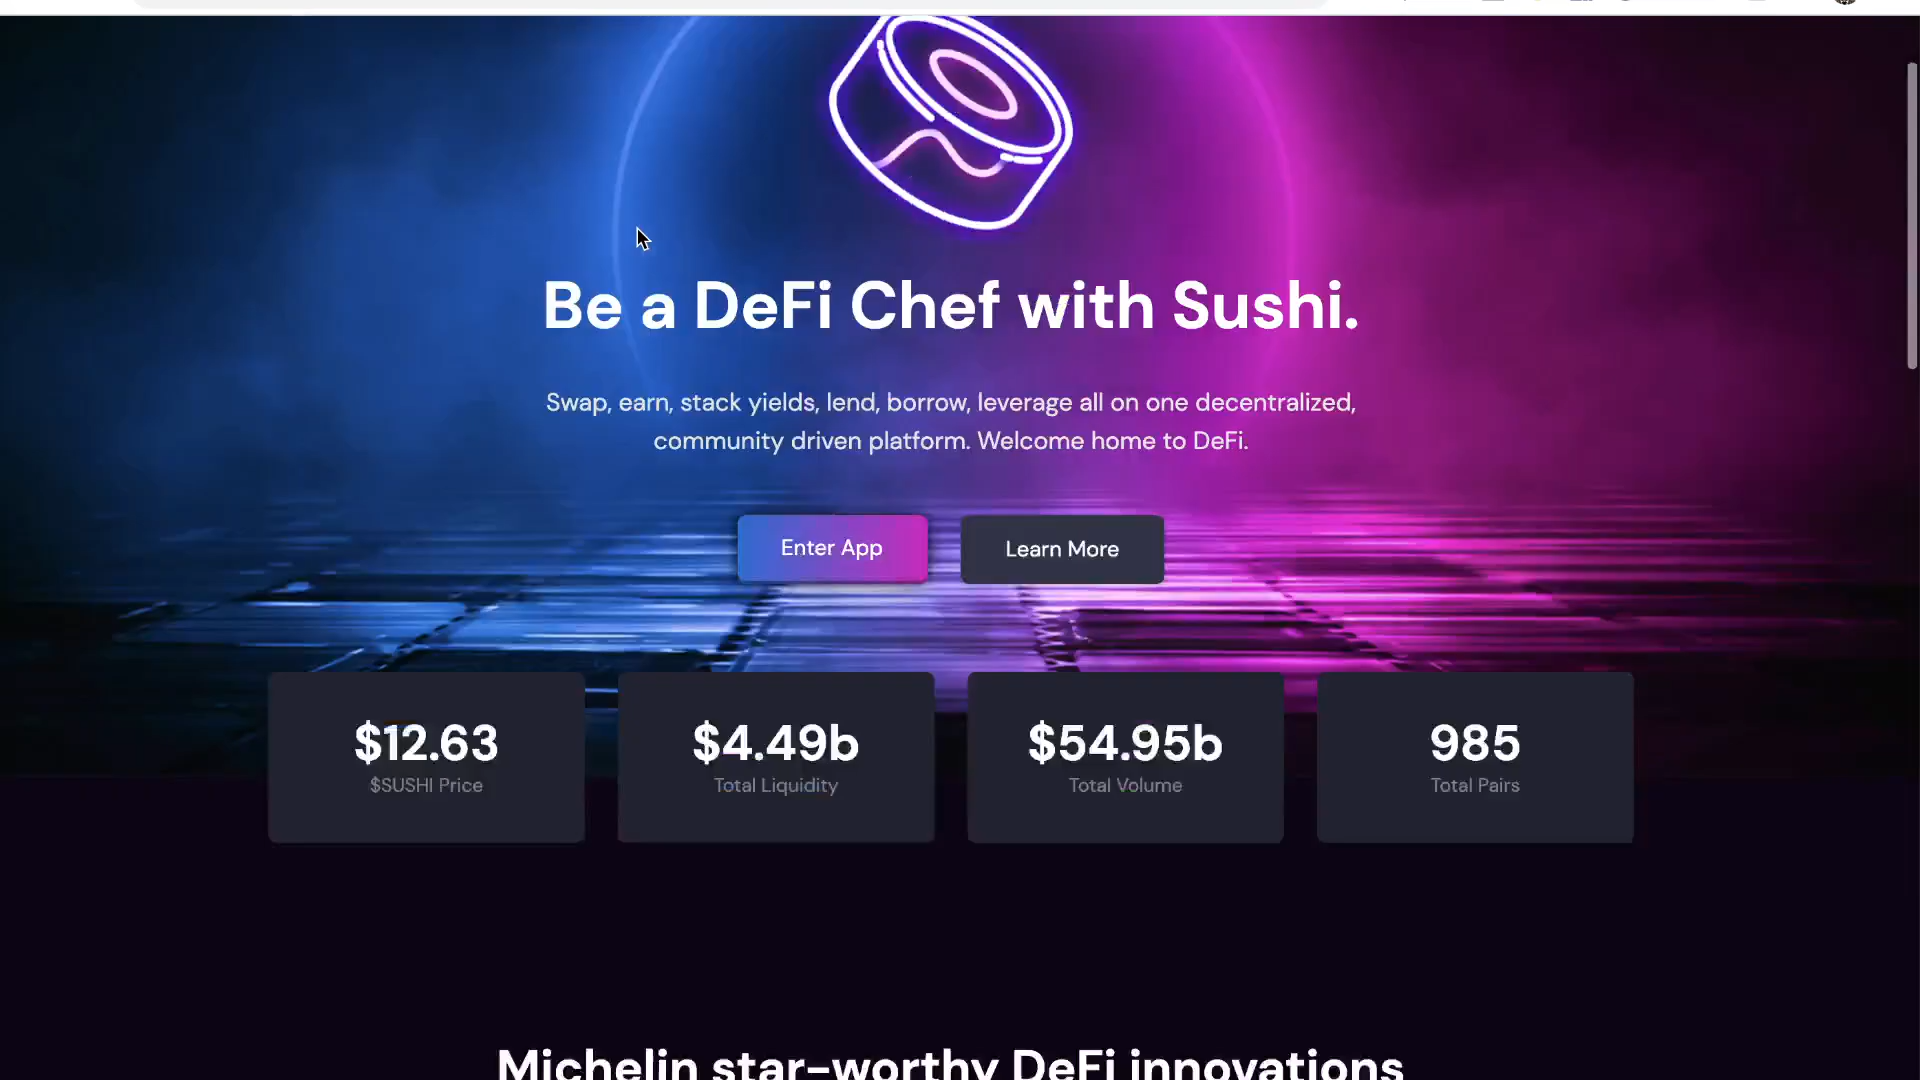 Be a DeFi Chef with Sushi.
Swap, earn, stack yields, lend, borrow, leverage all on one decentralized,
community driven platform. Welcome home to DeFi.
Enter App
Learn More
$12.63
$SUSHI Price
$4.49b
Total Liquidity
$54.95b
Total Volume
985
Total Pairs
Michelin star-worthy DeFi innovations